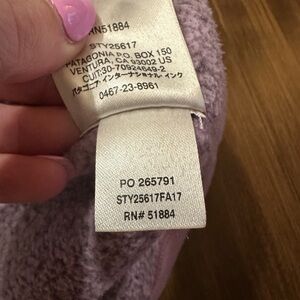 RN51884
STY25617
PATAGONIA P.O. BOX 150
VENTURA, CA 93002 US
CUIT:30-70924649-2
パタゴニア・インターナショナル・インク
0467-23-8961
PO 265791
STY25617FA17
RN# 51884